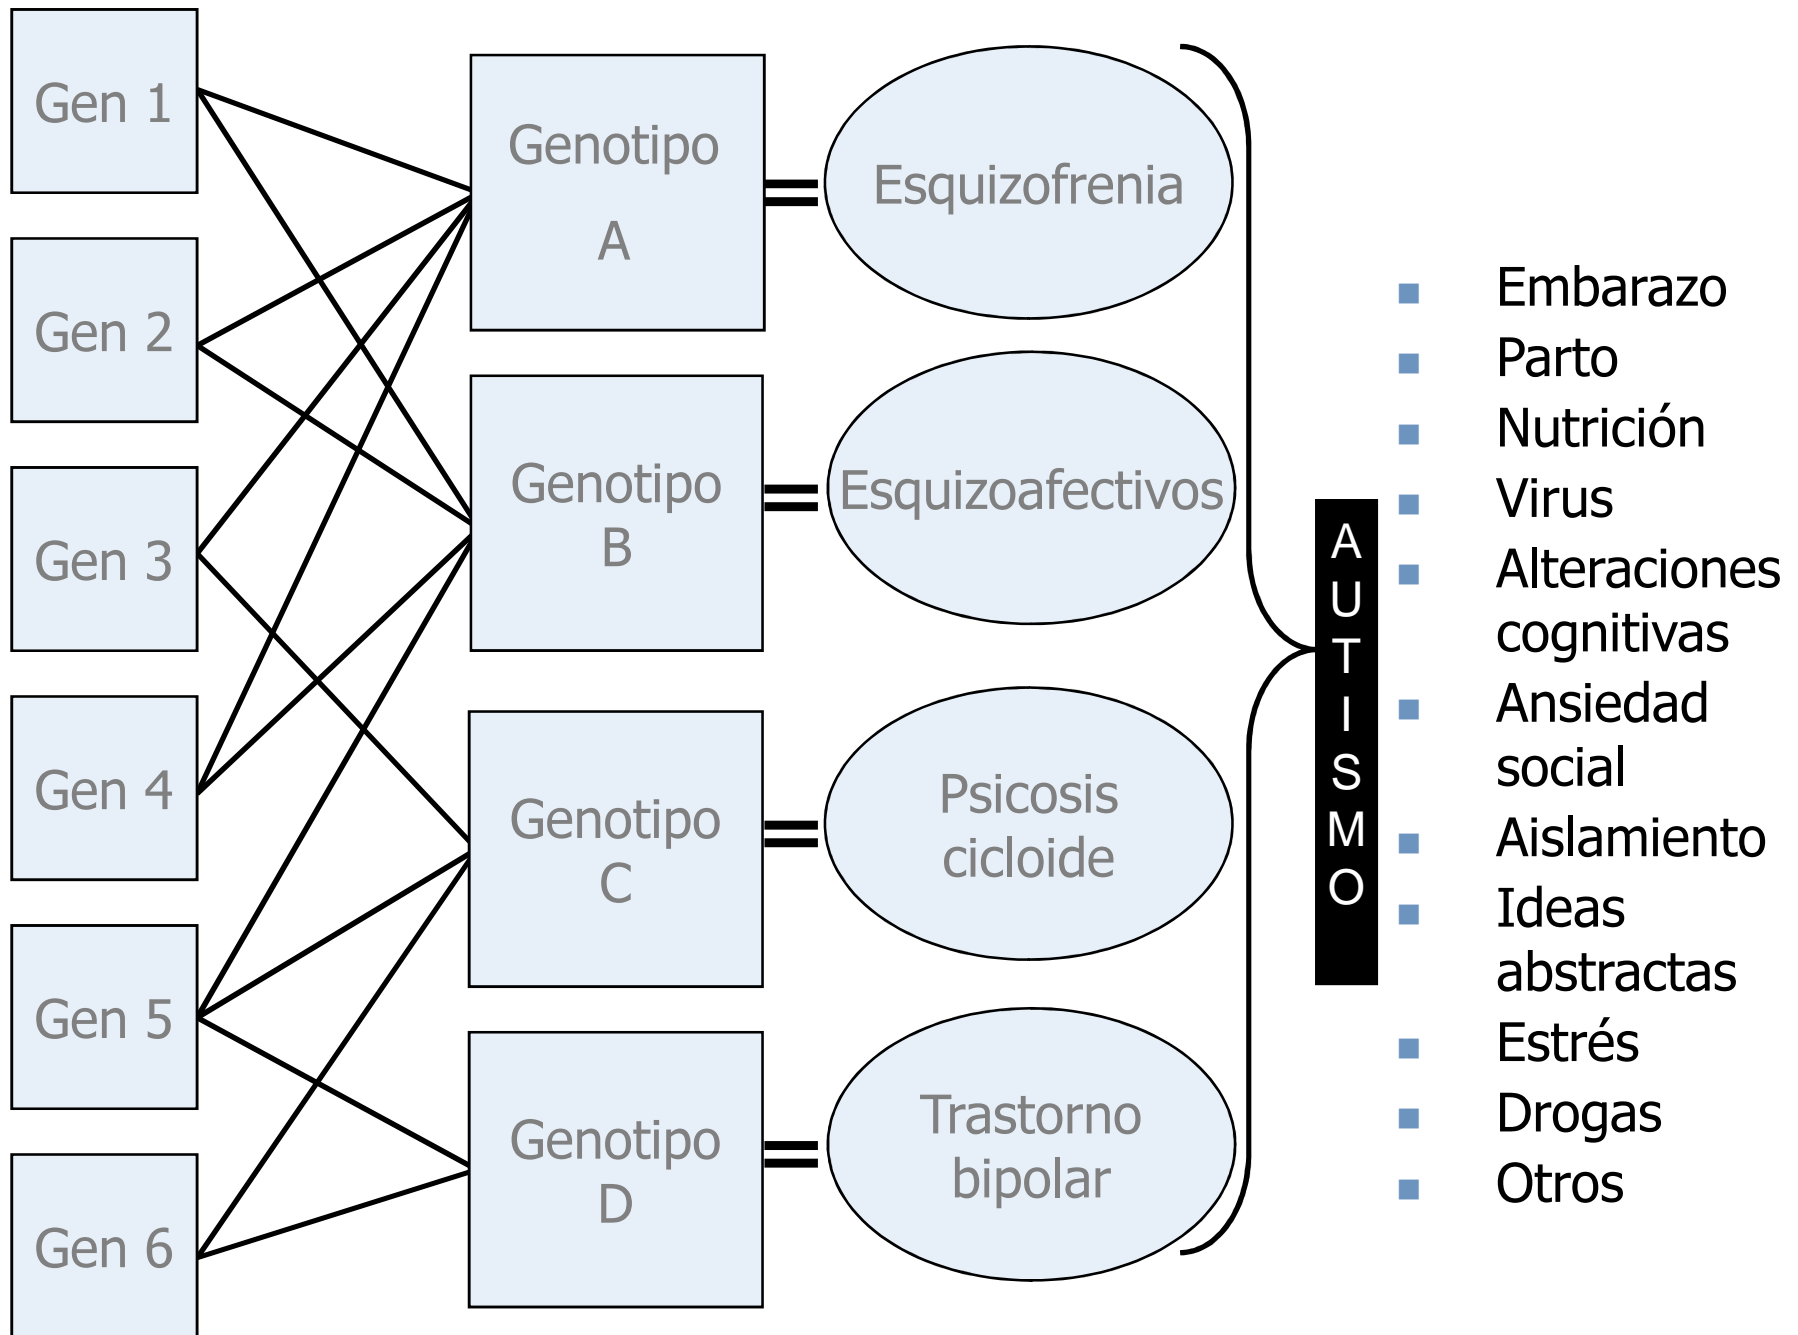 Gen 1
Gen 2
Gen 3
Gen 4
Gen 5
Gen 6
Genotipo
A
Genotipo
B
Genotipo
C
Genotipo
D
Esquizofrenia
Esquizoafectivos
Psicosis
cicloide
Trastorno
bipolar
A
U
T
I
S
M
O
Embarazo
Parto
Nutrición
Virus
Alteraciones
cognitivas
Ansiedad
social
Aislamiento
Ideas
abstractas
Estrés
Drogas
Otros